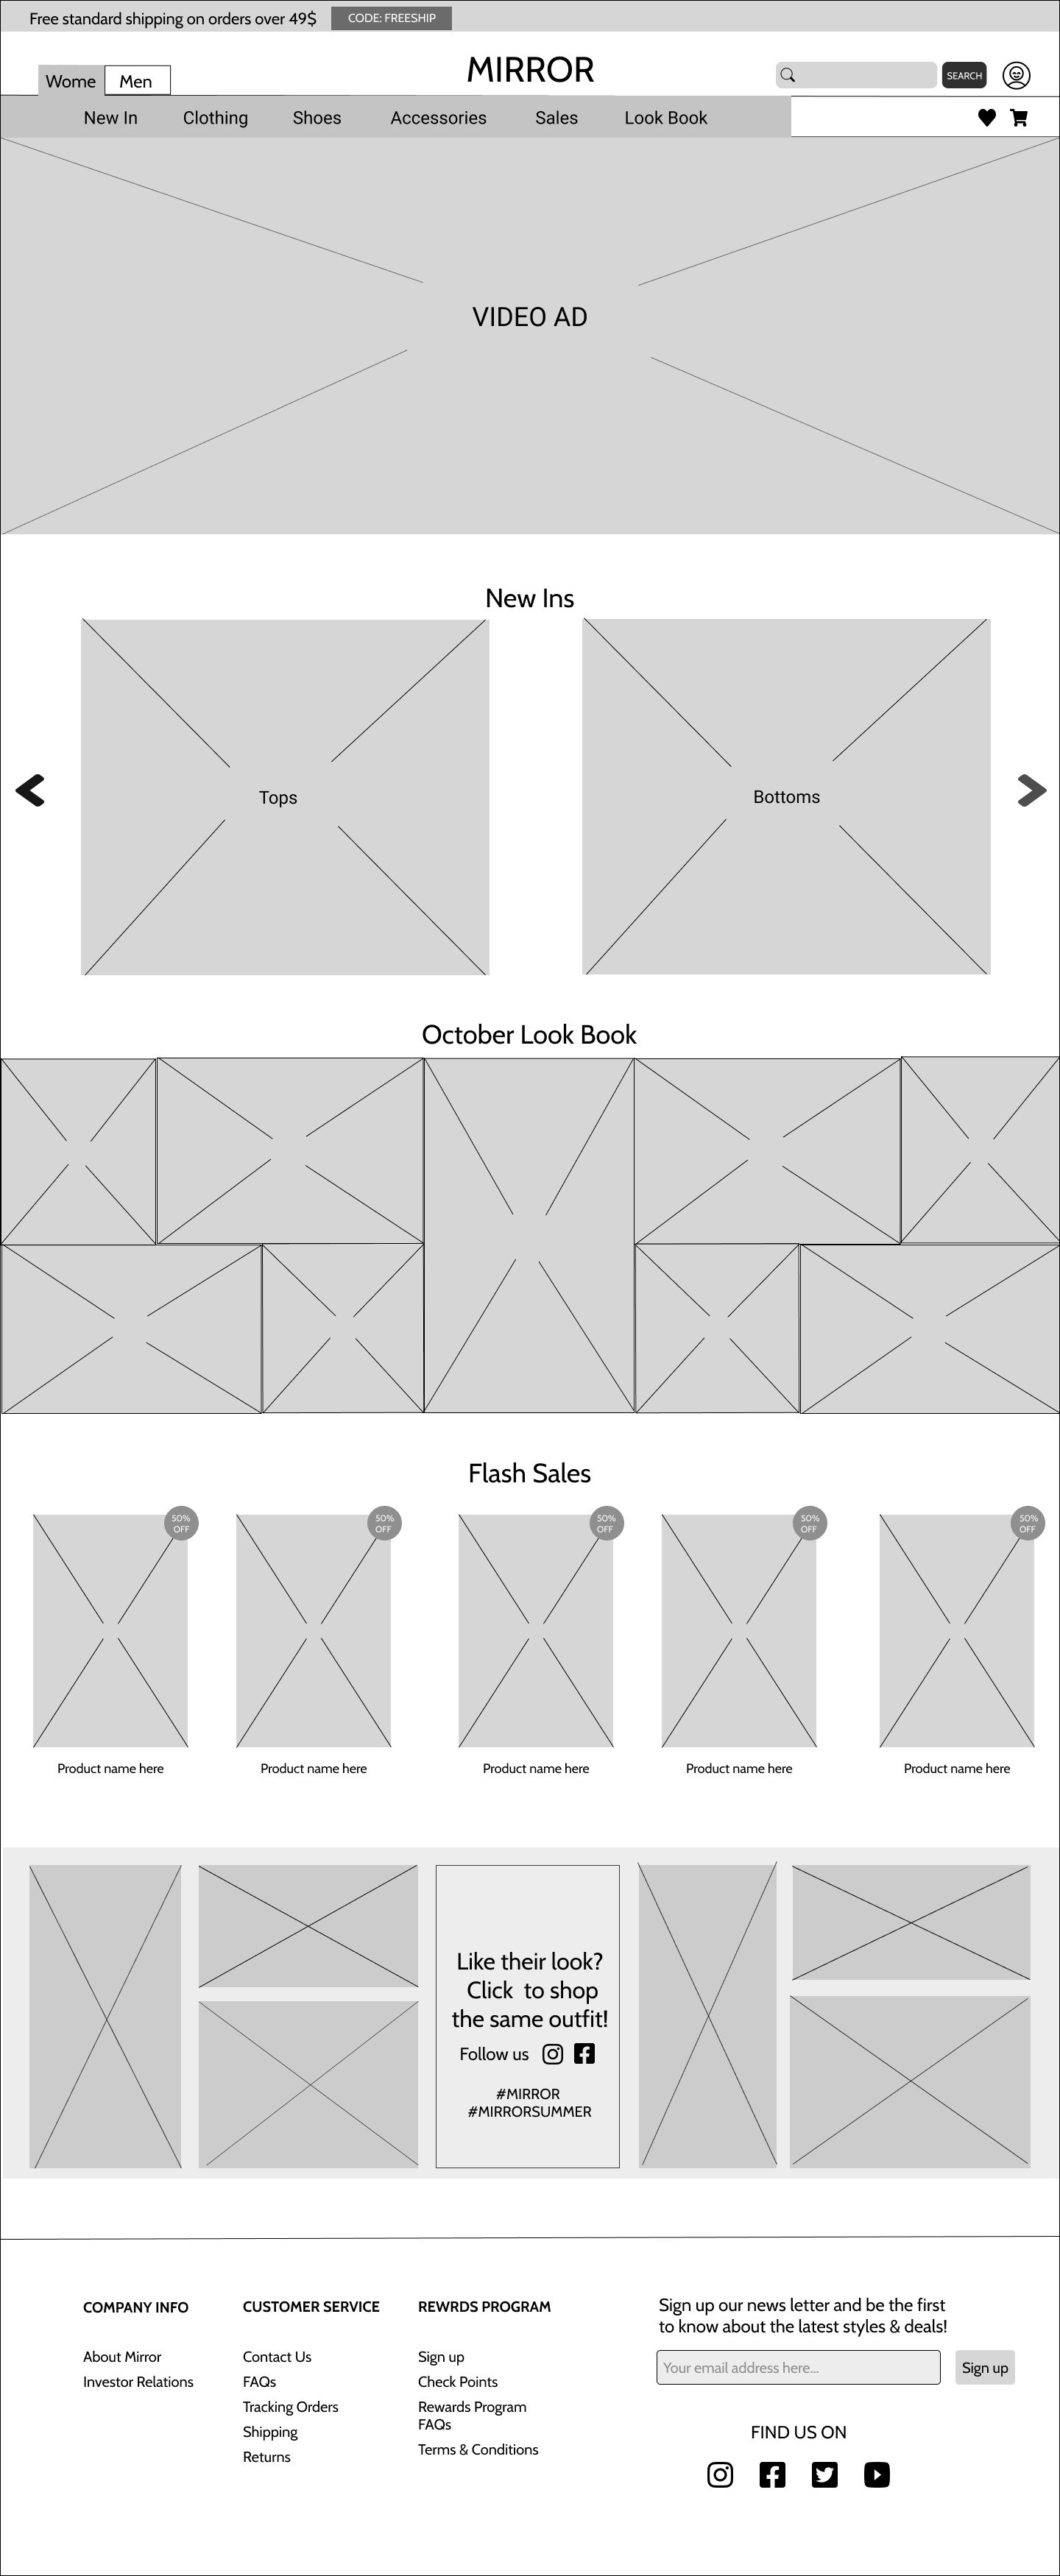 Free standard shipping on orders over 49$ CODE: FREESHIP
MIRROR
Wome Men
SEARCH
New In Clothing Shoes Accessories Sales Look Book
VIDEO AD
New Ins
Tops
Bottoms
October Look Book
Flash Sales
50%
OFF
50%
OFF
50%
OFF
50%
OFF
50%
OFF
Product name here
Product name here
Product name here
Product name here
Product name here
Like their look?
Click to shop
the same outfit!
Follow us
#MIRROR
#MIRRORSUMMER
COMPANY INFO
About Mirror
Investor Relations
CUSTOMER SERVICE
Contact Us
FAQs
Tracking Orders
Shipping
Returns
REWRDS PROGRAM
Sign up
Check Points
Rewards Program
FAQs
Terms & Conditions
Sign up our news letter and be the first
to know about the latest styles & deals!
Your email address here...
Sign up
FIND US ON